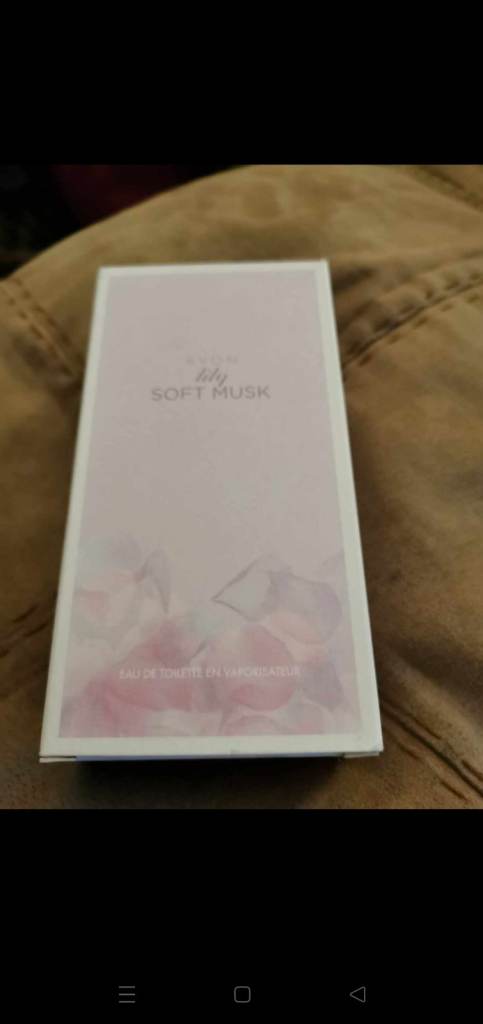 AVON
lily
SOFT MUSK
EAU DE TOILETTE EN VAPORISATEUR